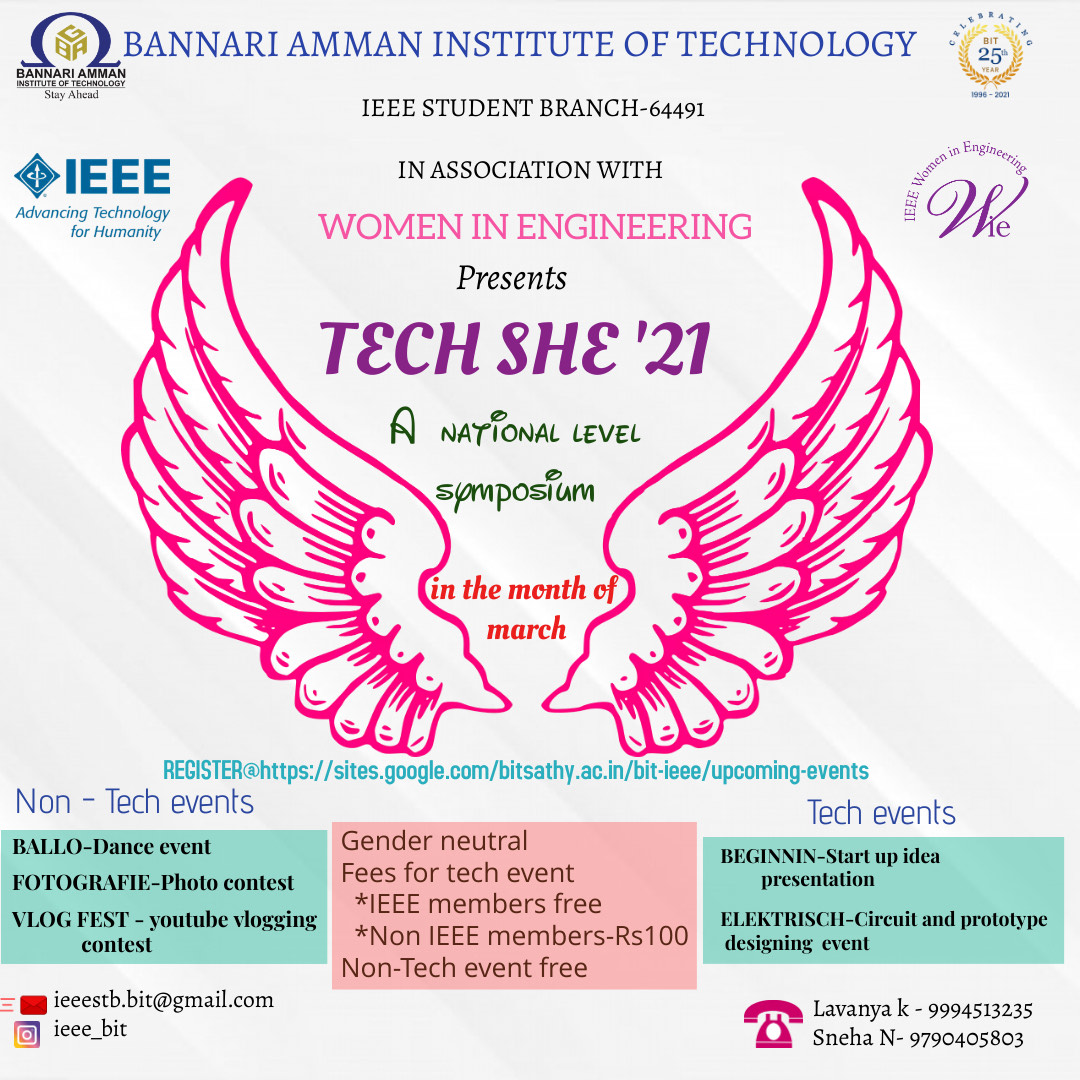 BANNARI AMMAN INSTITUTE OF TECHNOLOGY
BANNARI AMMAN
INSTITUTE OF TECHNOLOGY
Stay Ahead
CELEBRATING
BIT
25th
YEAR
1996 - 2021
IEEE STUDENT BRANCH-64491
IN ASSOCIATION WITH
IEEE
Advancing Technology
for Humanity
IEEE Women in Engineering
Wie
WOMEN IN ENGINEERING
Presents
TECH SHE '21
A NATIONAL LEVEL
SYMPOSIUM
in the month of
march
REGISTER@https://sites.google.com/bitsathy.ac.in/bit-ieee/upcoming-events
Non - Tech events
BALLO-Dance event
FOTOGRAFIE-Photo contest
VLOG FEST - youtube vlogging
contest
Gender neutral
Fees for tech event
*IEEE members free
*Non IEEE members-Rs100
Non-Tech event free
Tech events
BEGINNIN-Start up idea
presentation
ELEKTRISCH-Circuit and prototype
designing event
ieeestb.bit@gmail.com
ieee_bit
Lavanya k - 9994513235
Sneha N- 9790405803